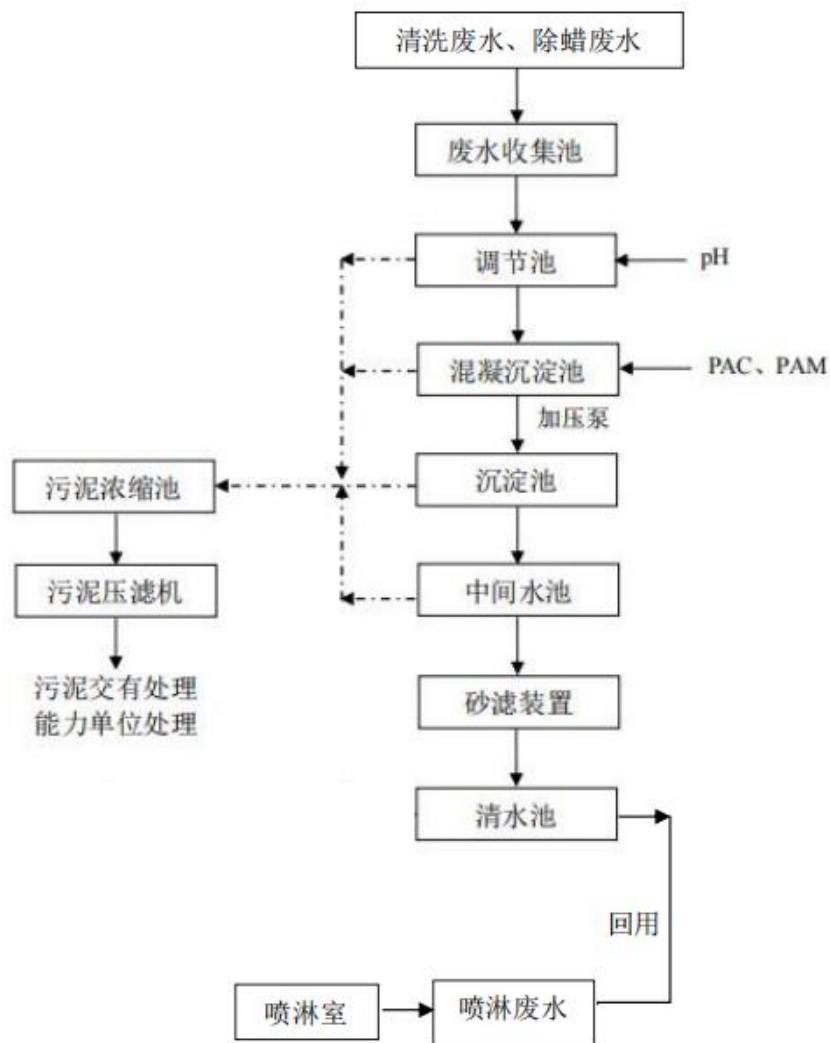 清洗废水、除蜡废水
废水收集池
调节池
pH
混凝沉淀池
PAC、PAM
加压泵
污泥浓缩池
沉淀池
污泥压滤机
中间水池
污泥交有处理
能力单位处理
砂滤装置
清水池
回用
喷淋室
喷淋废水